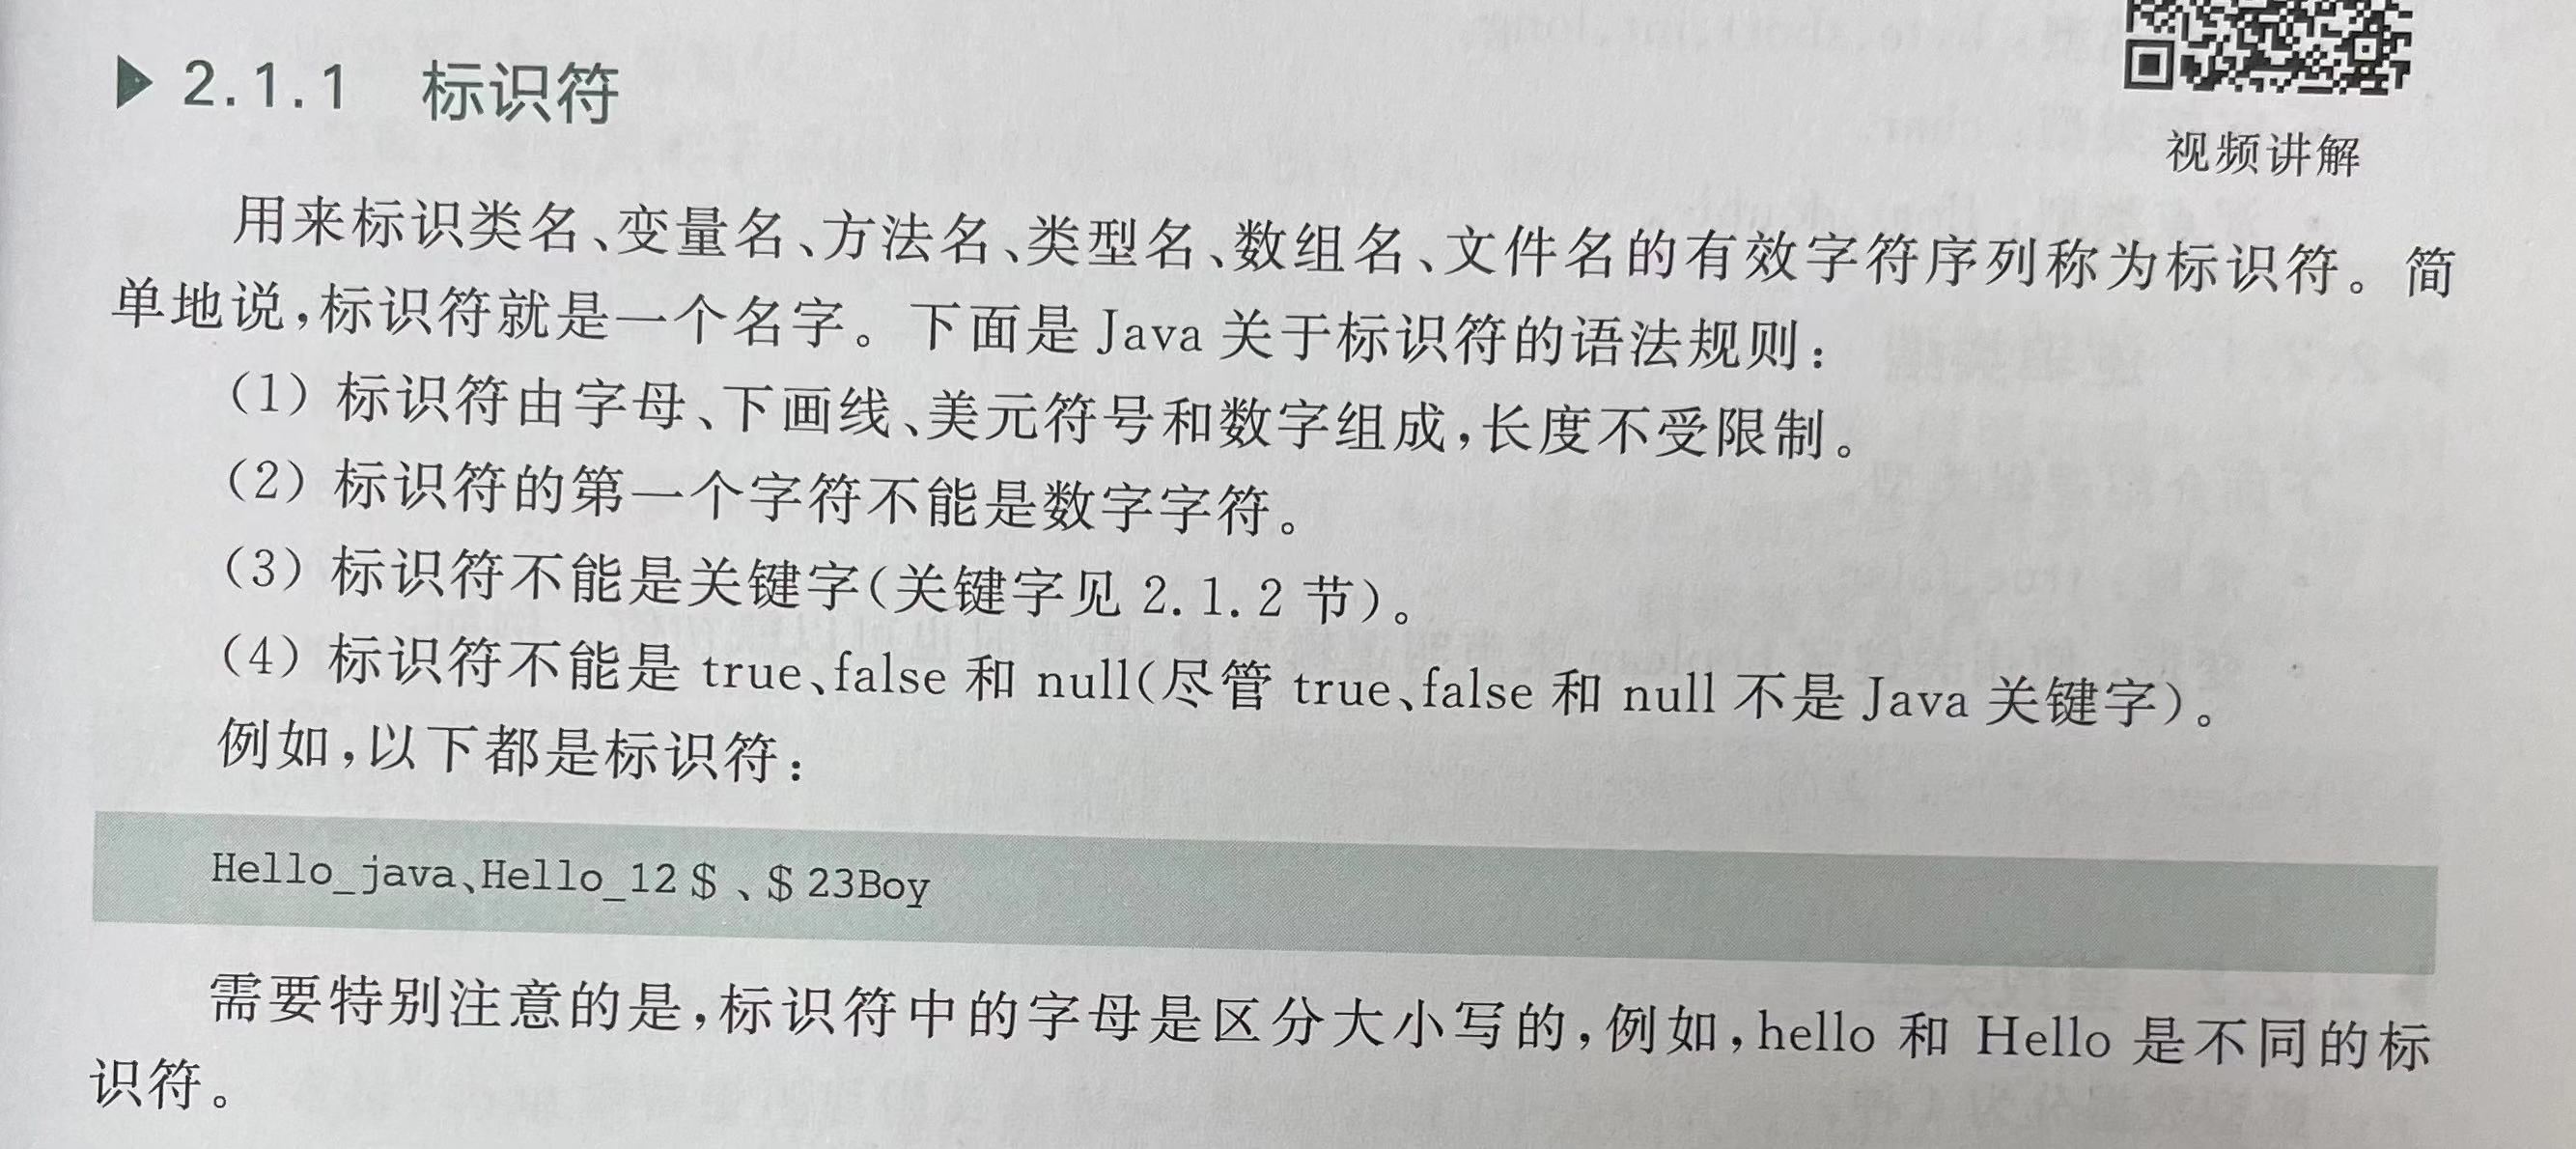 2.1.1 标识符
视频讲解
用来标识类名、变量名、方法名、类型名、数组名、文件名的有效字符序列称为标识符。简
单地说,标识符就是一个名字。下面是 Java 关于标识符的语法规则:
(1) 标识符由字母、下画线、美元符号和数字组成,长度不受限制。
(2) 标识符的第一个字符不能是数字字符。
(3) 标识符不能是关键字(关键字见 2.1.2 节)。
(4) 标识符不能是 true、false 和 null(尽管 true、false 和 null 不是 Java 关键字)。
例如,以下都是标识符:
Hello_java、Hello_12$、$23Boy
需要特别注意的是,标识符中的字母是区分大小写的,例如,hello 和 Hello 是不同的标
识符。